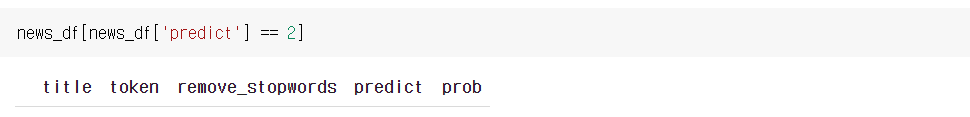 news_df[news_df['predict'] == 2]
title token remove_stopwords predict prob